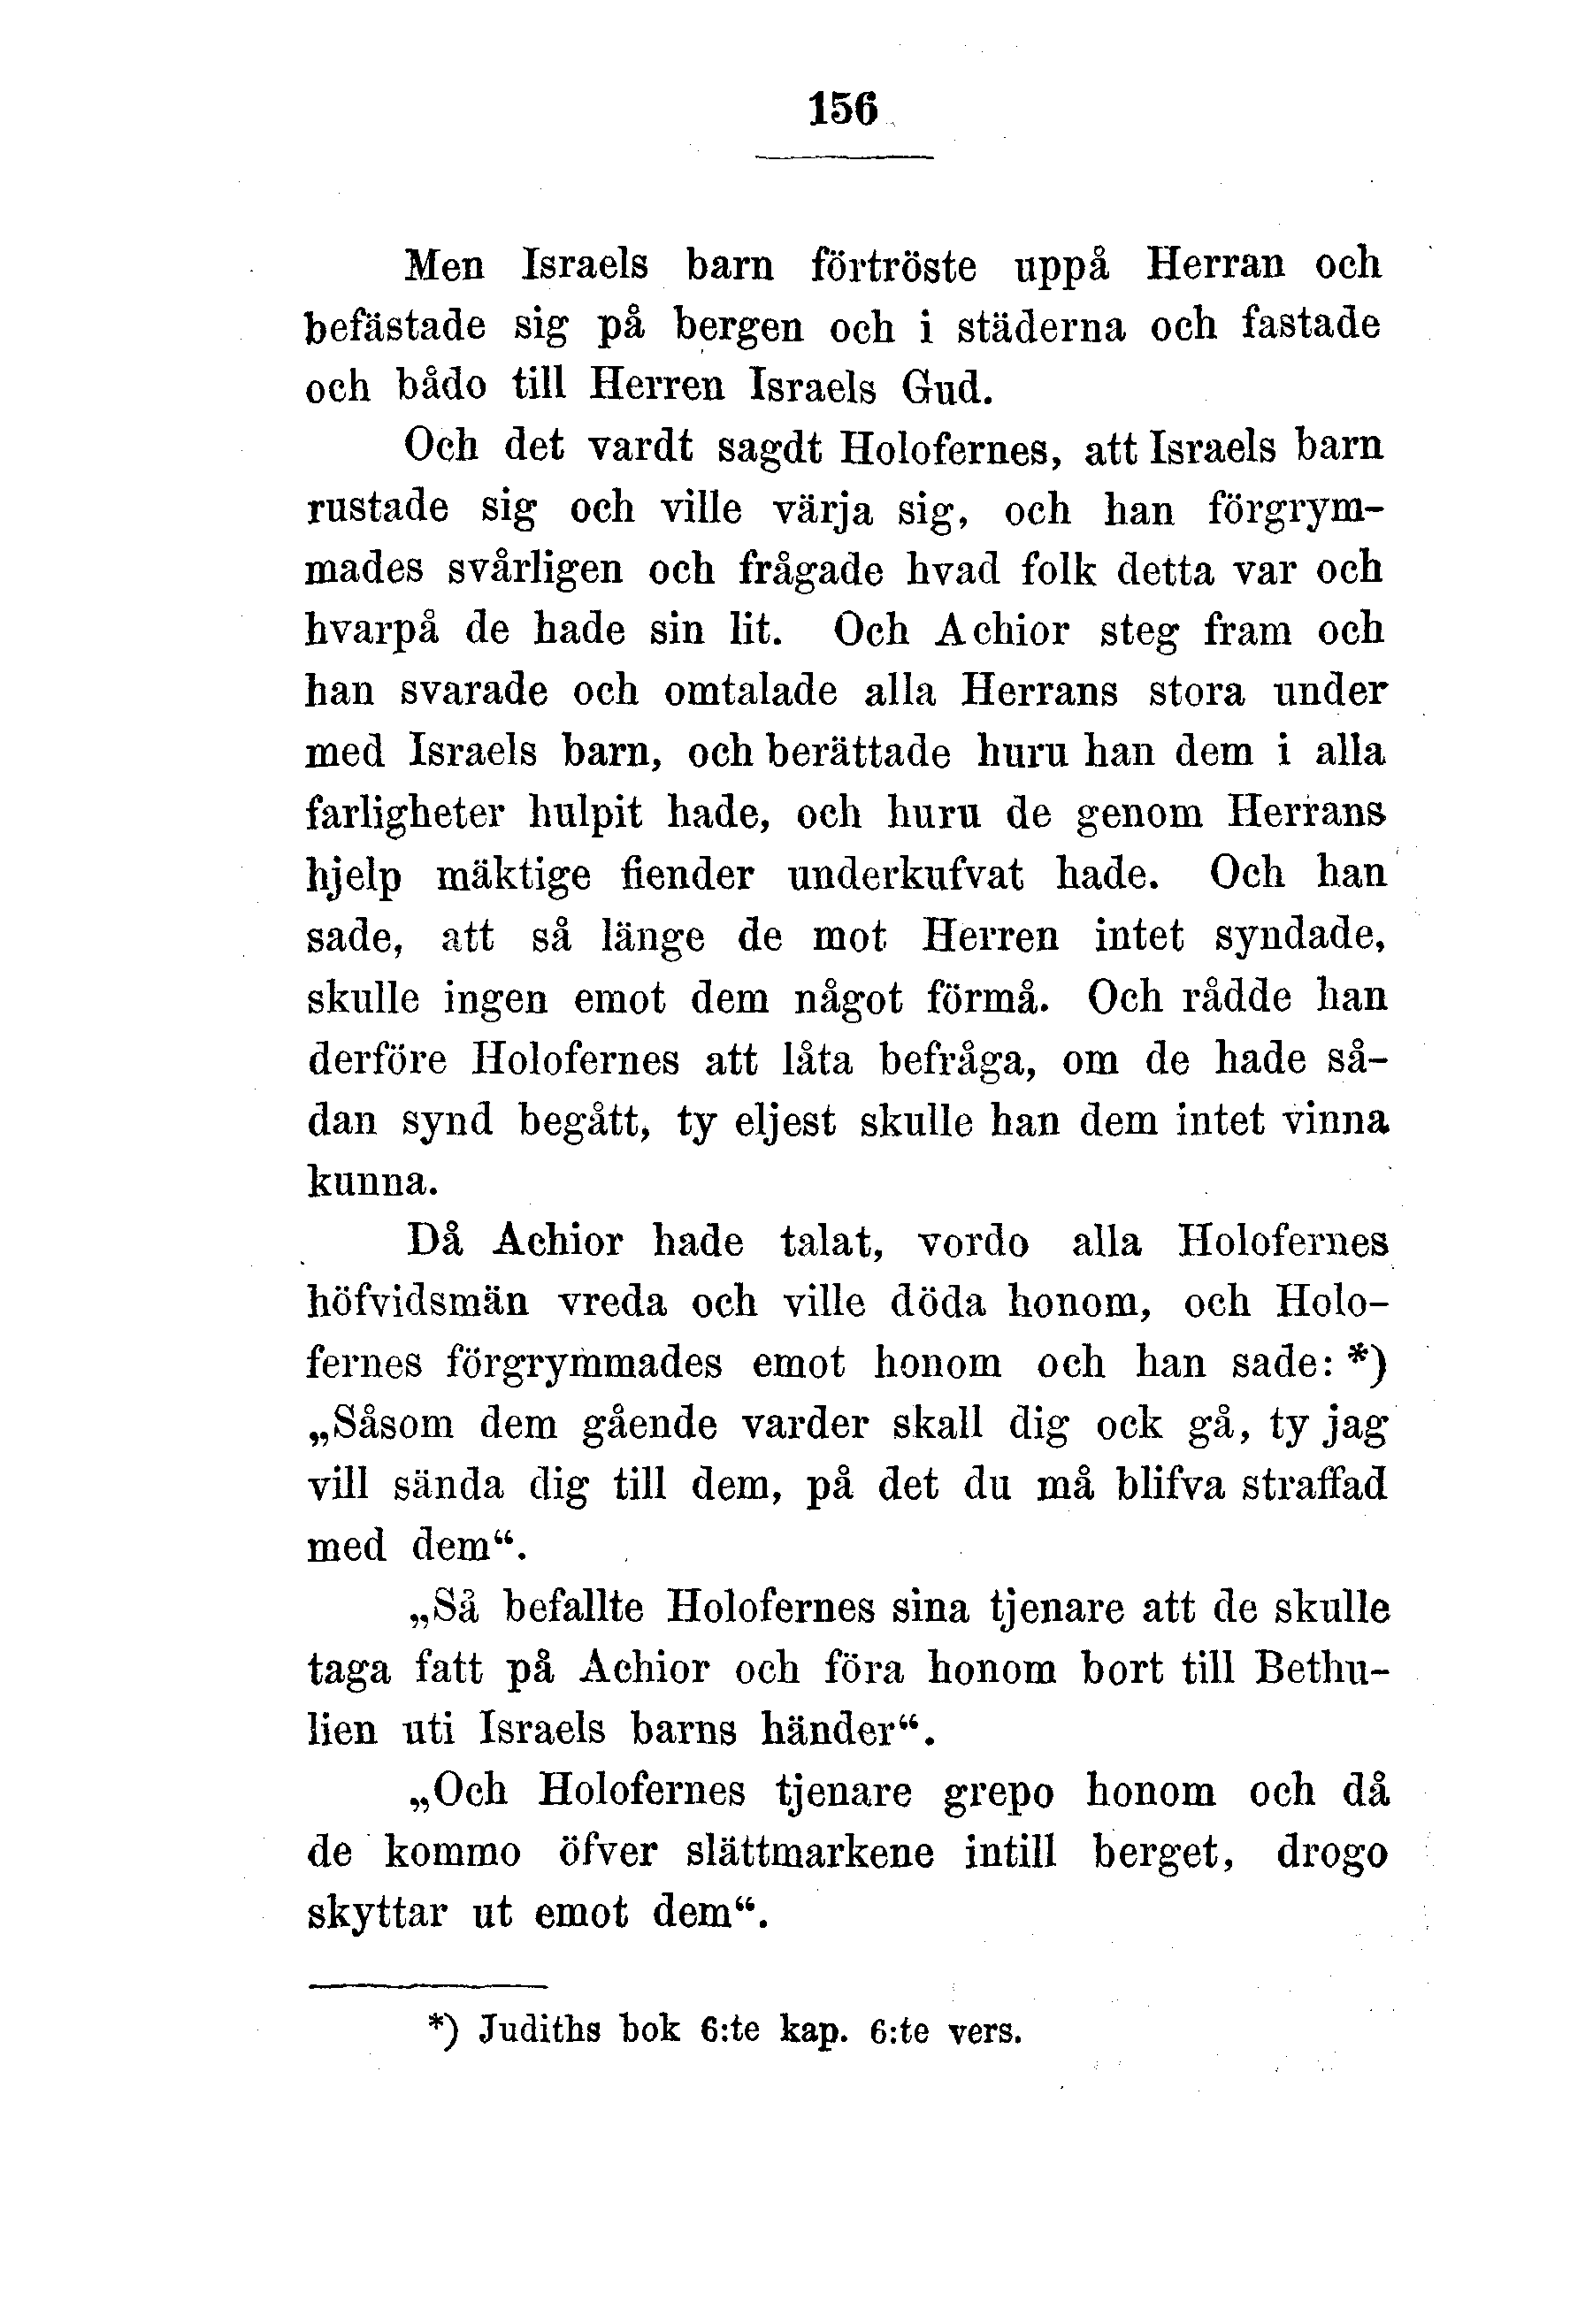 156
Men Israels barn förtröste uppå Herran och
befästade sig på bergen och i städerna och fastade
och bådo till Herren Israels Gud.
Och det vardt sagdt Holofernes, att Israels barn
rustade sig och ville värja sig, och han förgrym-
mades svårligen och frågade hvad folk detta var och
hvarpå de hade sin lit. Och Achior steg fram och
han svarade och omtalade alla Herrans stora under
med Israels barn, och berättade huru han dem i alla
farligheter hulpit hade, och huru de genom Herrans
hjelp mäktige fiender underkufvat hade. Och han
sade, att så länge de mot Herren intet syndade,
skulle ingen emot dem något förmå. Och rådde han
derföre Holofernes att låta befråga, om de hade så-
dan synd begått, ty eljest skulle han dem intet vinna
kunna.
Då Achior hade talat, vordo alla Holofernes
höfvidsmän vreda och ville döda honom, och Holo-
fernes förgrymmades emot honom och han sade: *)
„Såsom dem gående varder skall dig ock gå, ty jag
vill sända dig till dem, på det du må blifva straffad
med dem“.
„Så befallte Holofernes sina tjenare att de skulle
taga fatt på Achior och föra honom bort till Bethu-
lien uti Israels barns händer“.
„Och Holofernes tjenare grepo honom och då
de kommo öfver slättmarkene intill berget, drogo
skyttar ut emot dem“.
*) Judiths bok 6:te kap. 6:te vers.